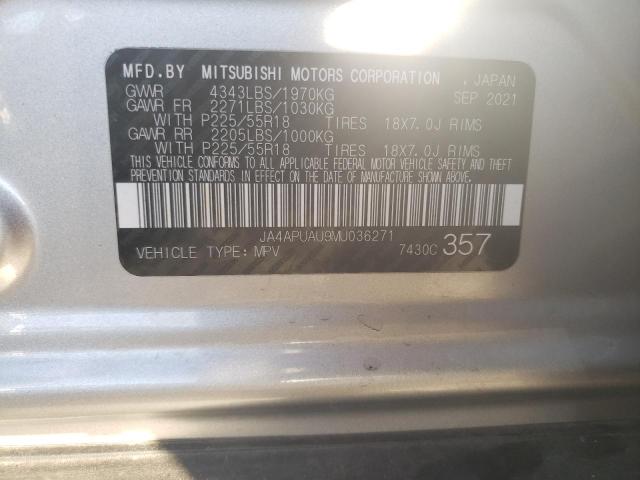 MFD.BY MITSUBISHI MOTORS CORPORATION , JAPAN
GVWR 4343LBS/1970KG SEP 2021
GAWR FR 2271LBS/1030KG
WITH P225/55R18 TIRES 18X7.0J RIMS
GAWR RR 2205LBS/1000KG
WITH P225/55R18 TIRES 18X7.0J RIMS
THIS VEHICLE CONFORMS TO ALL APPLICABLE FEDERAL MOTOR VEHICLE SAFETY AND THEFT
PREVENTION STANDARDS IN EFFECT ON THE DATE OF MANUFACTURE SHOWN ABOVE.
JA4APUAU9MU036271
VEHICLE TYPE: MPV 7430C 357